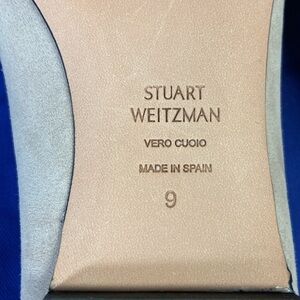 STUART
WEITZMAN
VERO CUOIO
MADE IN SPAIN
9